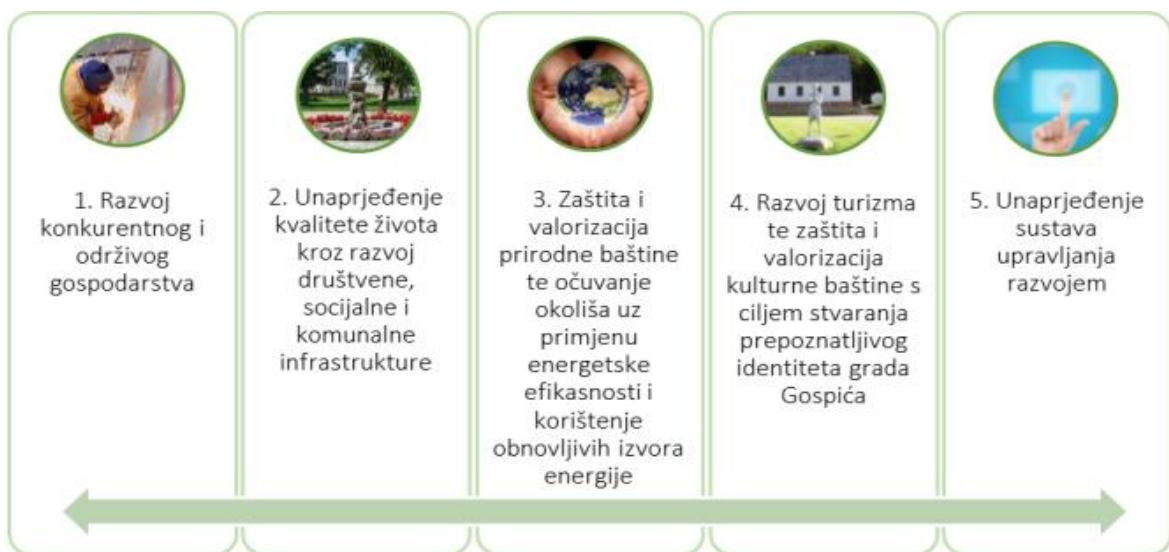 1. Razvoj
konkurentnog i
održivog
gospodarstva
2. Unaprjeđenje
kvalitete života
kroz razvoj
društvene,
socijalne i
komunalne
infrastrukture
3. Zaštita i
valorizacija
prirodne baštine
te očuvanje
okoliša uz
primjenu
energetske
efikasnosti i
korištenje
obnovljivih izvora
energije
4. Razvoj turizma
te zaštita i
valorizacija
kulturne baštine s
ciljem stvaranja
prepoznatljivog
identiteta grada
Gospića
5. Unaprjeđenje
sustava
upravljanja
razvojem